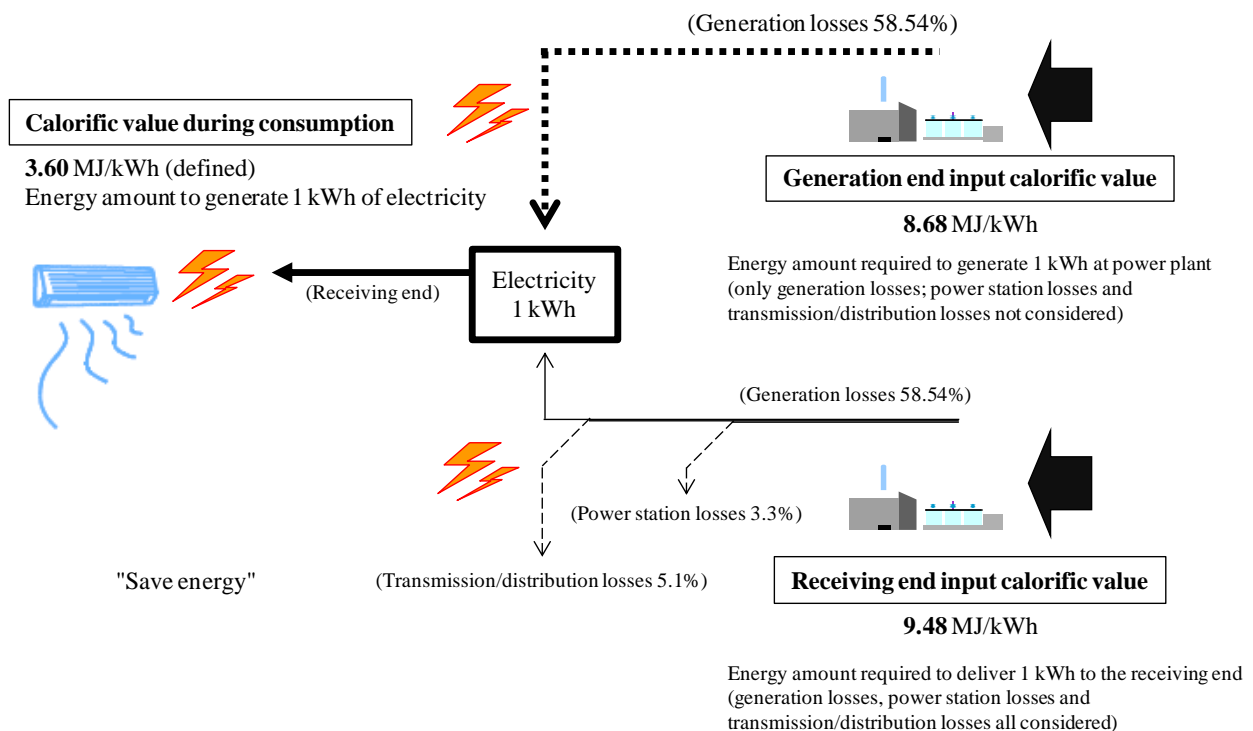 (Generation losses 58.54%)
Calorific value during consumption
3.60 MJ/kWh (defined)
Energy amount to generate 1 kWh of electricity
Generation end input calorific value
8.68 MJ/kWh
Energy amount required to generate 1 kWh at power plant
(only generation losses; power station losses and
transmission/distribution losses not considered)
(Receiving end)
Electricity
1 kWh
(Generation losses 58.54%)
(Power station losses 3.3%)
(Transmission/distribution losses 5.1%)
"Save energy"
Receiving end input calorific value
9.48 MJ/kWh
Energy amount required to deliver 1 kWh to the receiving end
(generation losses, power station losses and
transmission/distribution losses all considered)